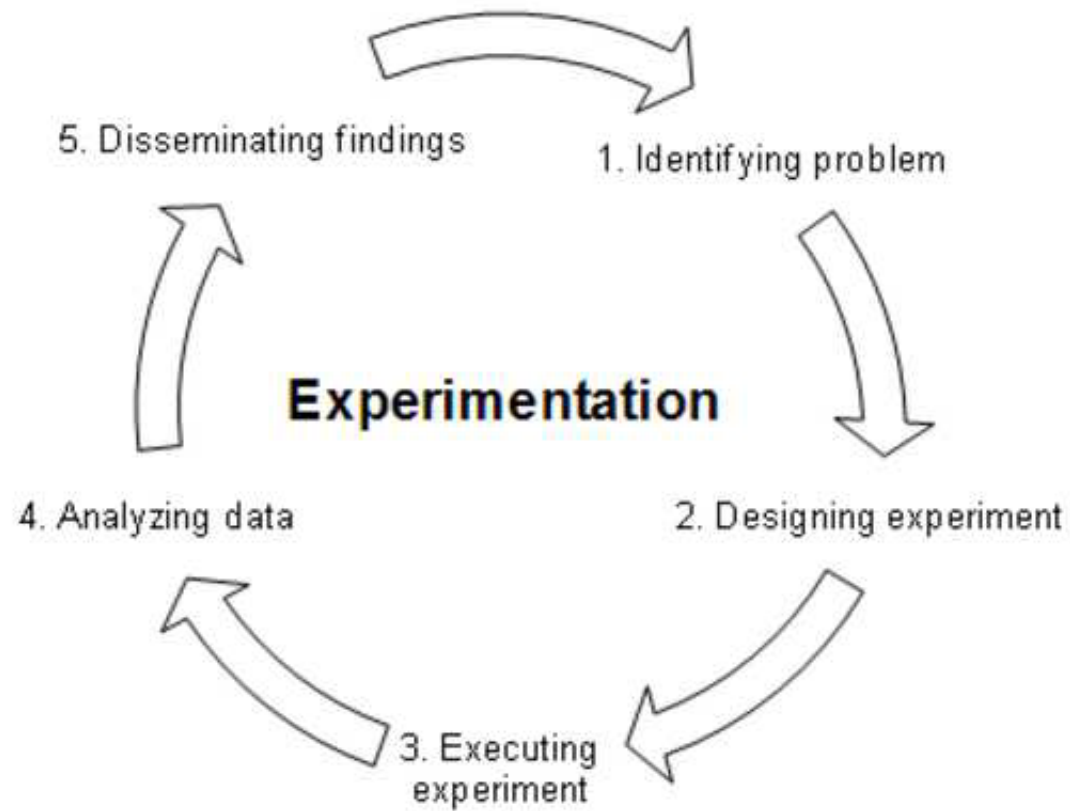 5. Disseminating findings
1. Identifying problem
Experimentation
4. Analyzing data
2. Designing experiment
3. Executing
experiment